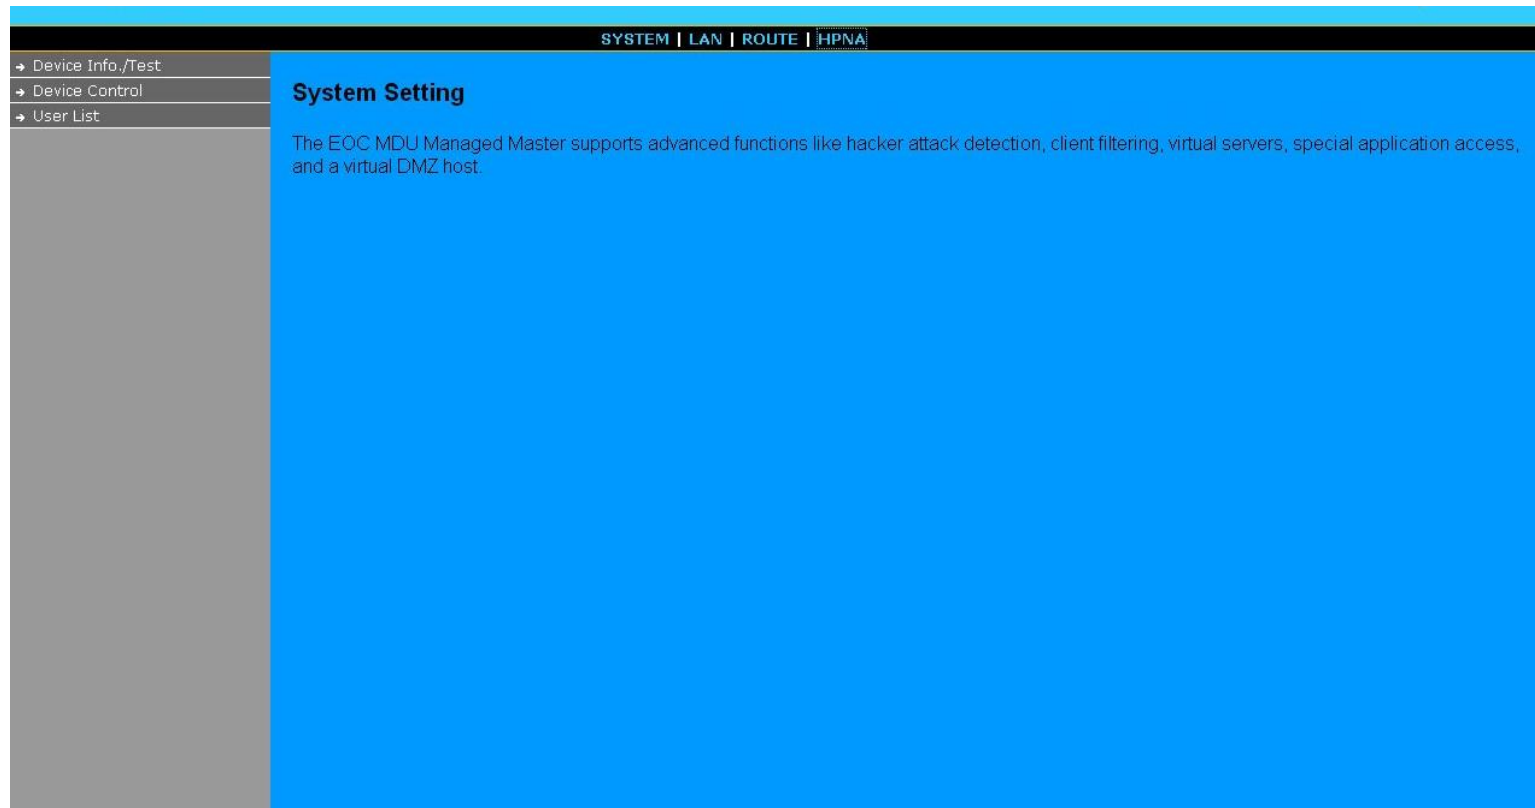 SYSTEM | LAN | ROUTE | HPNA
→ Device Info./Test
→ Device Control
→ User List
System Setting
The EOC MDU Managed Master supports advanced functions like hacker attack detection, client filtering, virtual servers, special application access,
and a virtual DMZ host.